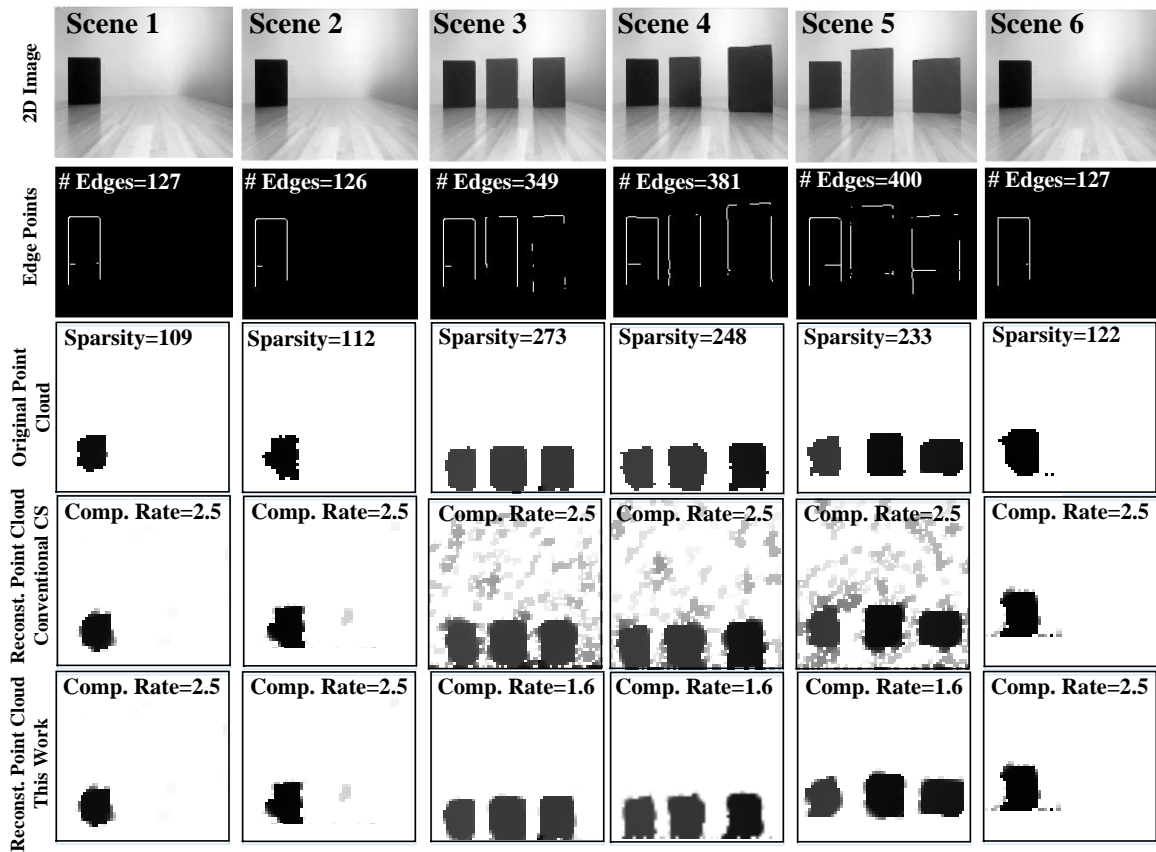 Scene 1 Scene 2 Scene 3 Scene 4 Scene 5 Scene 6
2D Image
# Edges=127 # Edges=126 # Edges=349 # Edges=381 # Edges=400 # Edges=127
Edge Points
Sparsity=109 Sparsity=112 Sparsity=273 Sparsity=248 Sparsity=233 Sparsity=122
Original Point
Cloud
Comp. Rate=2.5 Comp. Rate=2.5 Comp. Rate=2.5 Comp. Rate=2.5 Comp. Rate=2.5 Comp. Rate=2.5
Reconst. Point Cloud
Conventional CS
Comp. Rate=2.5 Comp. Rate=2.5 Comp. Rate=1.6 Comp. Rate=1.6 Comp. Rate=1.6 Comp. Rate=2.5
Reconst. Point Cloud
This Work